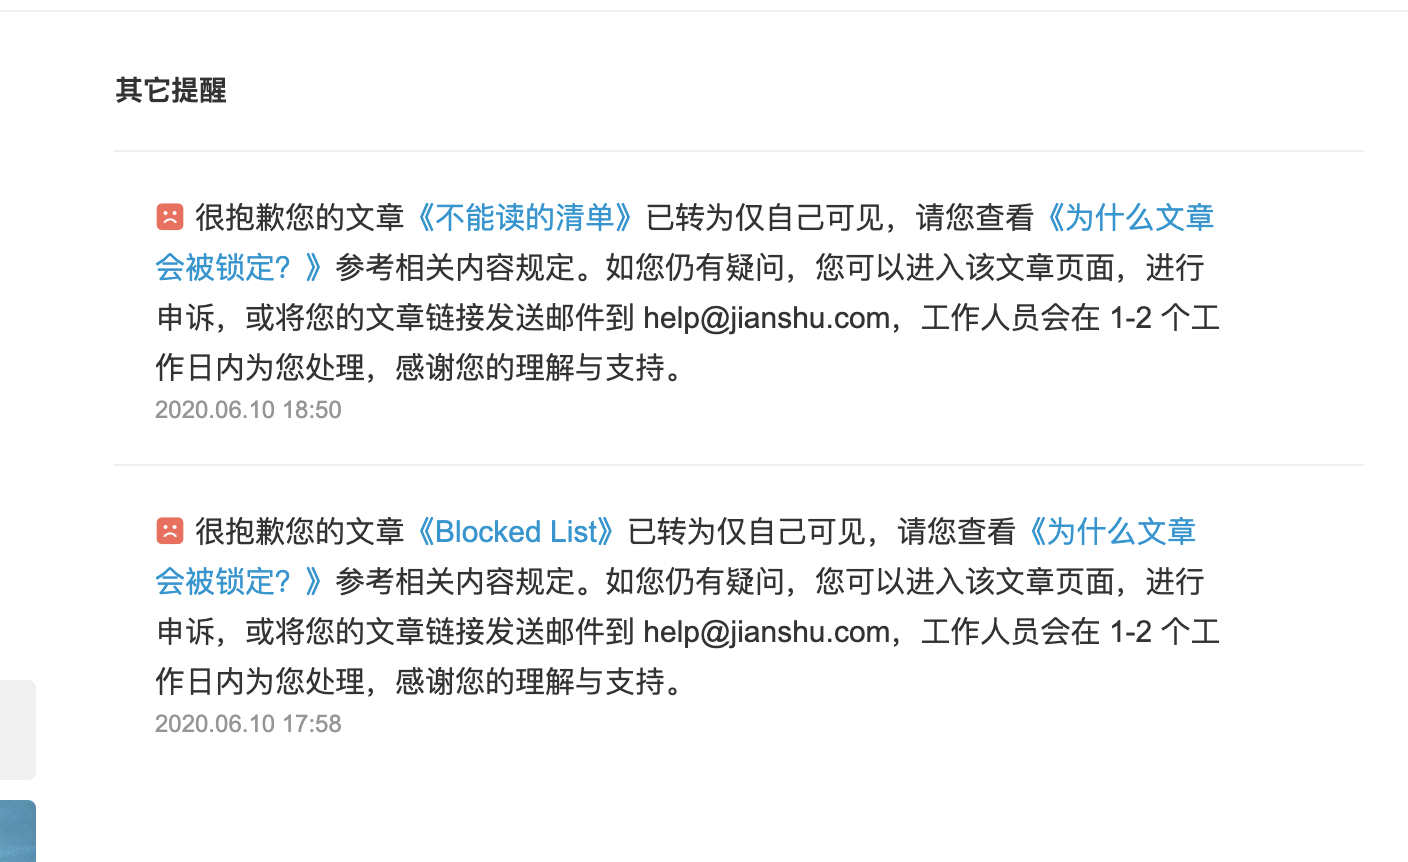 其它提醒
很抱歉您的文章《不能读的清单》已转为仅自己可见，请您查看《为什么文章
会被锁定？》参考相关内容规定。如您仍有疑问，您可以进入该文章页面，进行
申诉，或将您的文章链接发送邮件到 help@jianshu.com，工作人员会在 1-2 个工
作日内为您处理，感谢您的理解与支持。
2020.06.10 18:50
很抱歉您的文章《Blocked List》已转为仅自己可见，请您查看《为什么文章
会被锁定？》参考相关内容规定。如您仍有疑问，您可以进入该文章页面，进行
申诉，或将您的文章链接发送邮件到 help@jianshu.com，工作人员会在 1-2 个工
作日内为您处理，感谢您的理解与支持。
2020.06.10 17:58